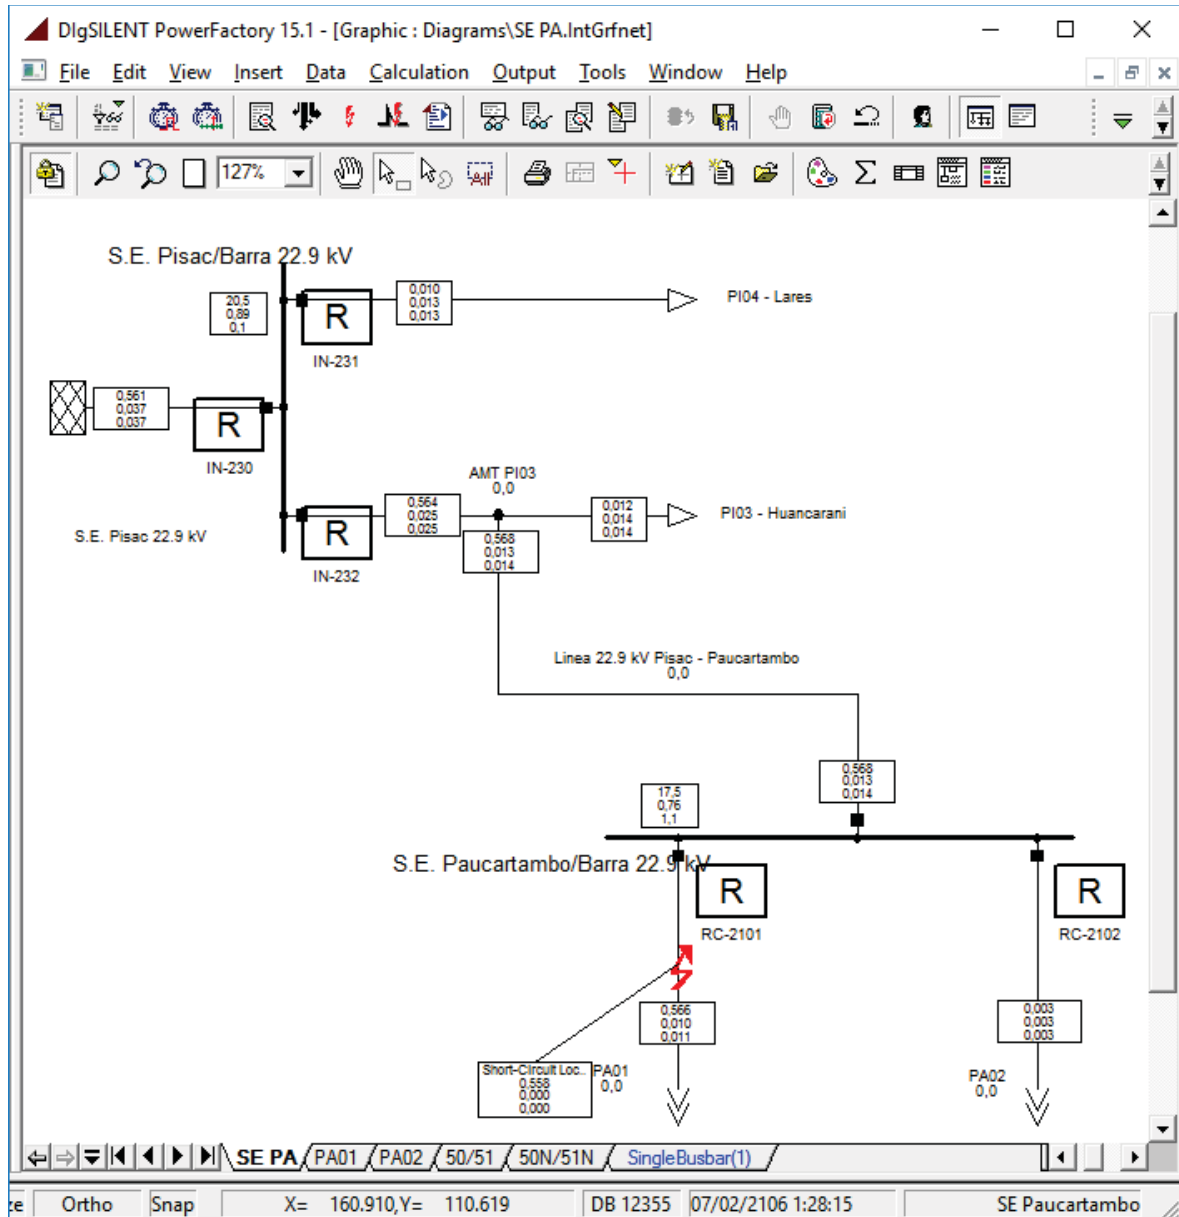 DIgSILENT PowerFactory 15.1 - [Graphic : Diagrams\SE PA.IntGrfnet]
File Edit View Insert Data Calculation Output Tools Window Help
127%
S.E. Pisac/Barra 22.9 kV
20,5
0,89
0,1
R
IN-231
0,010
0,013
0,013
PI04 - Lares
0,561
0,037
0,037
R
IN-230
S.E. Pisac 22.9 kV
R
IN-232
0,564
0,025
0,025
AMT PI03
0,0
0,568
0,013
0,014
0,012
0,014
0,014
PI03 - Huancarani
Linea 22.9 kV Pisac - Paucartambo
0,0
0,568
0,013
0,014
17,5
0,76
1,1
S.E. Paucartambo/Barra 22.9 kV
R
RC-2101
R
RC-2102
0,566
0,010
0,011
0,003
0,003
0,003
Short-Circuit Loc..
0,558
0,000
0,000
PA01
0,0
PA02
0,0
SE PA PA01 PA02 50/51 50N/51N SingleBusbar(1)
ze Ortho Snap X= 160.910,Y= 110.619 DB 12355 07/02/2106 1:28:15 SE Paucartambo